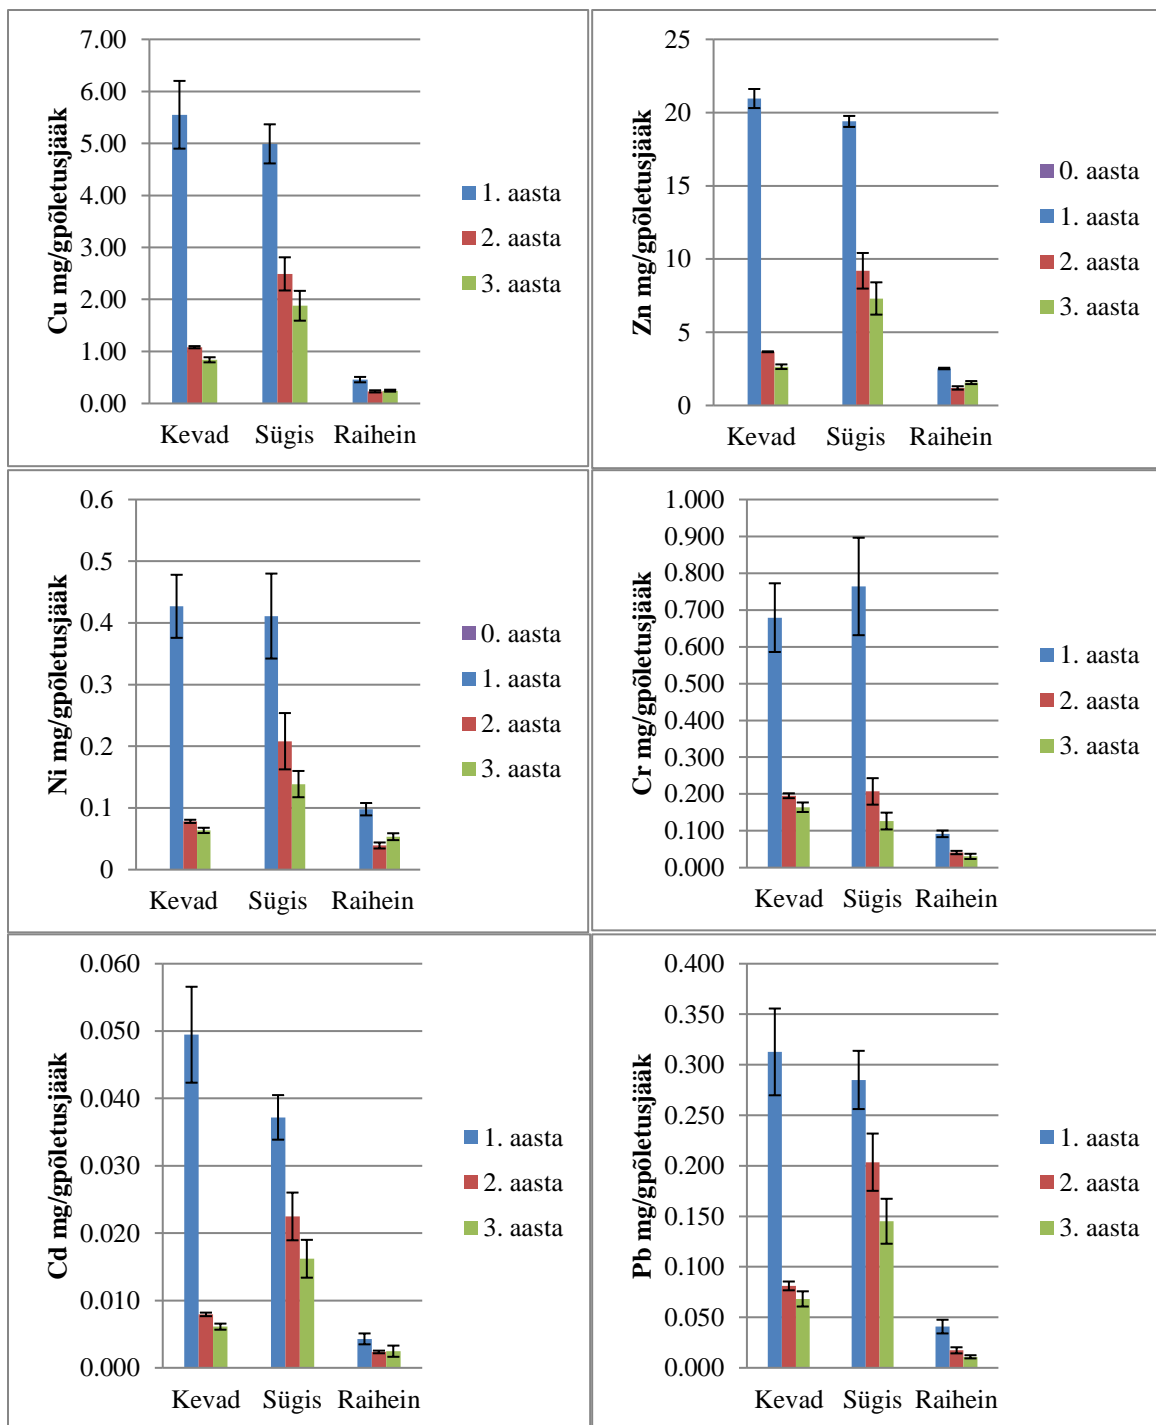 Cu mg/gpõletusjääk
7.00
6.00
5.00
4.00
3.00
2.00
1.00
0.00
Kevad Sügis Raihein
1. aasta
2. aasta
3. aasta
Zn mg/gpõletusjääk
25
20
15
10
5
0
Kevad Sügis Raihein
0. aasta
1. aasta
2. aasta
3. aasta
Ni mg/gpõletusjääk
0.6
0.5
0.4
0.3
0.2
0.1
0
Kevad Sügis Raihein
0. aasta
1. aasta
2. aasta
3. aasta
Cr mg/gpõletusjääk
1.000
0.900
0.800
0.700
0.600
0.500
0.400
0.300
0.200
0.100
0.000
Kevad Sügis Raihein
1. aasta
2. aasta
3. aasta
Cd mg/gpõletusjääk
0.060
0.050
0.040
0.030
0.020
0.010
0.000
Kevad Sügis Raihein
1. aasta
2. aasta
3. aasta
Pb mg/gpõletusjääk
0.400
0.350
0.300
0.250
0.200
0.150
0.100
0.050
0.000
Kevad Sügis Raihein
1. aasta
2. aasta
3. aasta